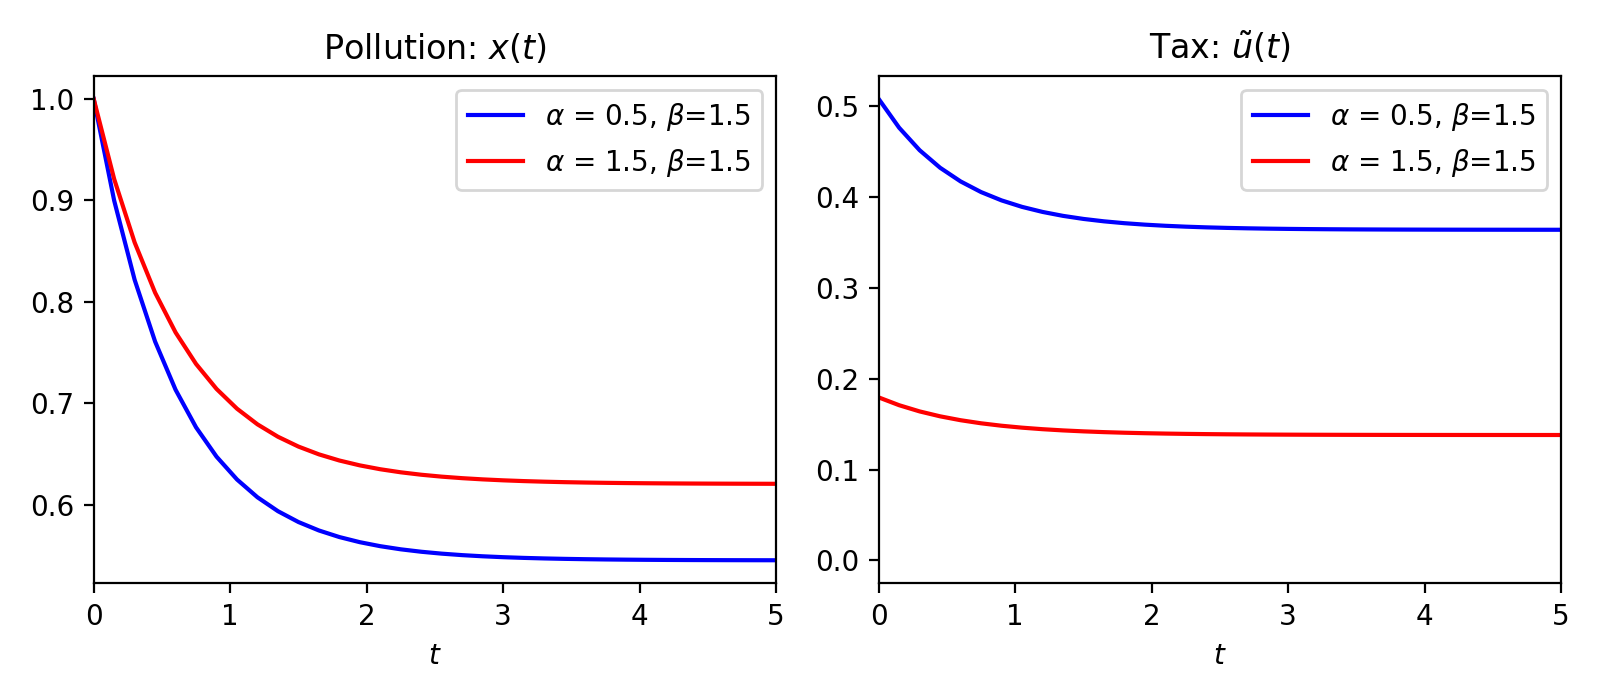 Pollution: x(t)
1.0
0.9
0.8
0.7
0.6
α = 0.5, β=1.5
α = 1.5, β=1.5
0
1
2
3
4
5
t
Tax: ũ(t)
0.5
0.4
0.3
0.2
0.1
0.0
α = 0.5, β=1.5
α = 1.5, β=1.5
0
1
2
3
4
5
t